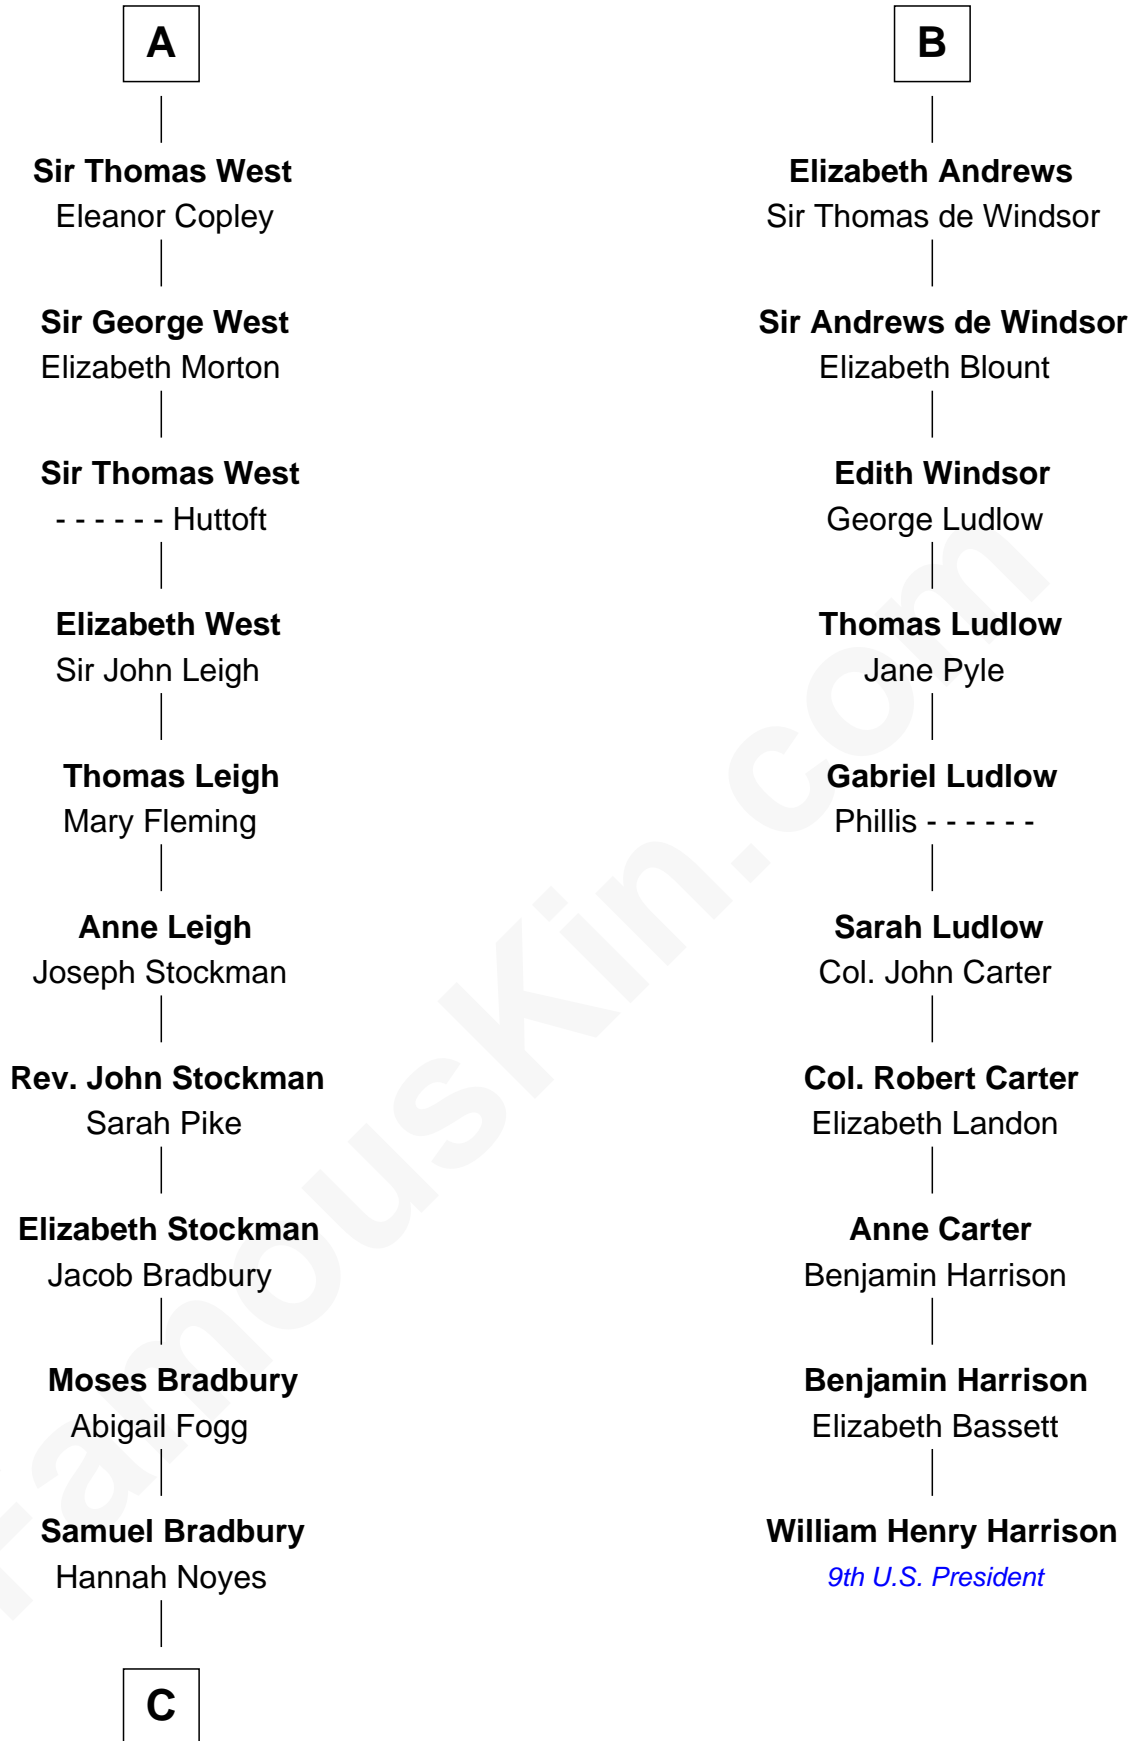 A
Sir Thomas West
Eleanor Copley
Sir George West
Elizabeth Morton
Sir Thomas West
- - - - - - Huttoft
Elizabeth West
Sir John Leigh
Thomas Leigh
Mary Fleming
Anne Leigh
Joseph Stockman
Rev. John Stockman
Sarah Pike
Elizabeth Stockman
Jacob Bradbury
Moses Bradbury
Abigail Fogg
Samuel Bradbury
Hannah Noyes
C
B
Elizabeth Andrews
Sir Thomas de Windsor
Sir Andrews de Windsor
Elizabeth Blount
Edith Windsor
George Ludlow
Thomas Ludlow
Jane Pyle
Gabriel Ludlow
Phillis - - - - - -
Sarah Ludlow
Col. John Carter
Col. Robert Carter
Elizabeth Landon
Anne Carter
Benjamin Harrison
Benjamin Harrison
Elizabeth Bassett
William Henry Harrison
9th U.S. President
FamousKin.com